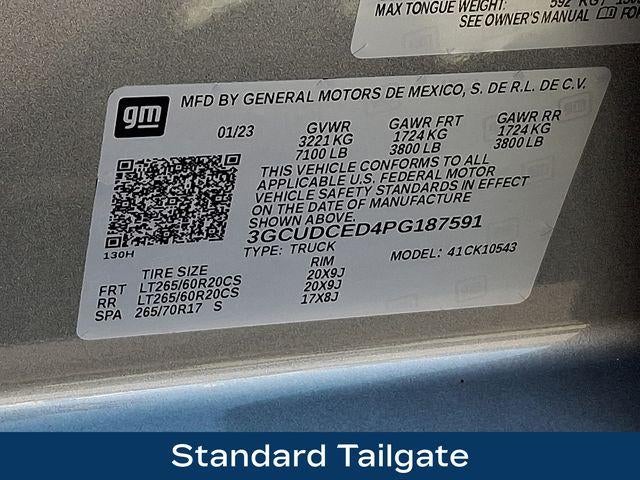 MAX TONGUE WEIGHT: 592 KG
SEE OWNER'S MANUAL FOR
gm
MFD BY GENERAL MOTORS DE MEXICO, S. DE R.L. DE C.V.
01/23 GVWR GAWR FRT GAWR RR
3221 KG 1724 KG 1724 KG
7100 LB 3800 LB 3800 LB
THIS VEHICLE CONFORMS TO ALL
APPLICABLE U.S. FEDERAL MOTOR
VEHICLE SAFETY STANDARDS IN EFFECT
ON THE DATE OF MANUFACTURE
SHOWN ABOVE.
3GCUDCED4PG187591
130H TYPE: TRUCK MODEL: 41CK10543
TIRE SIZE RIM
FRT LT265/60R20CS 20X9J
RR LT265/60R20CS 20X9J
SPA 265/70R17 S 17X8J
Standard Tailgate